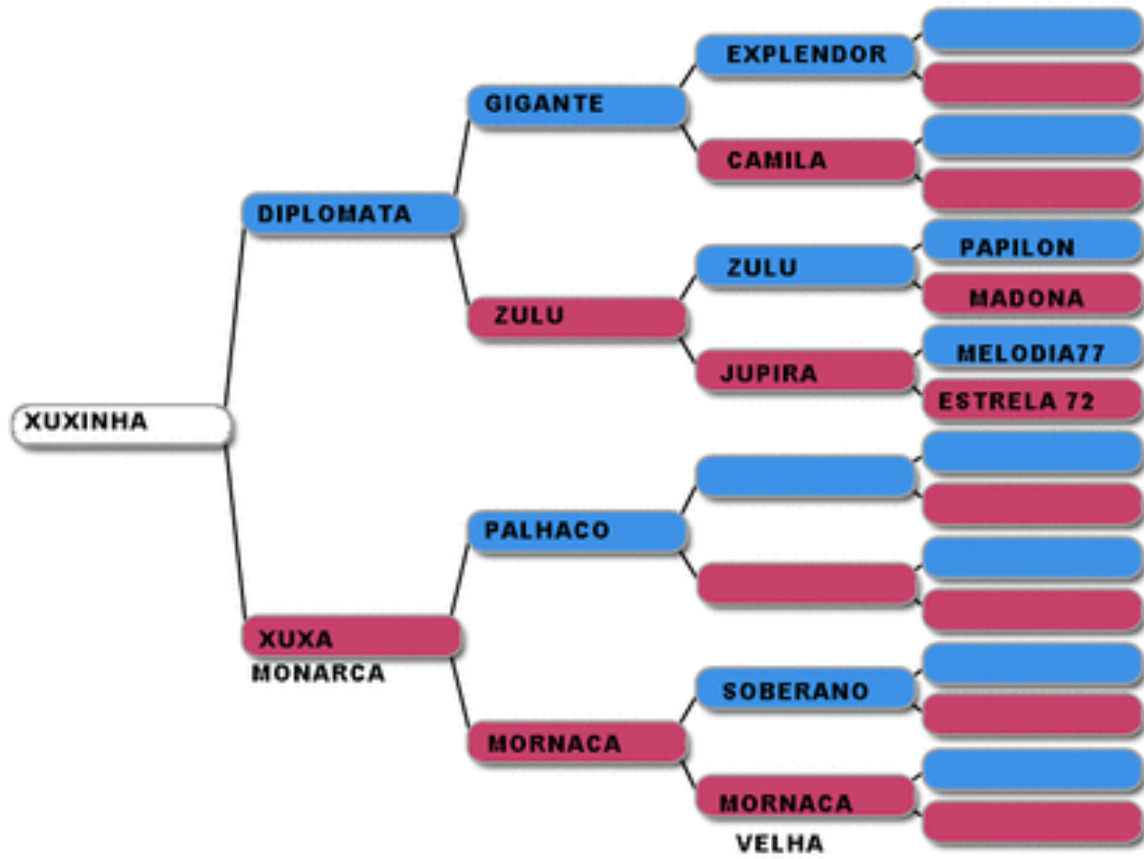 EXPLENDOR
GIGANTE
CAMILA
DIPLOMATA
PAPILON
ZULU
MADONA
ZULU
MELODIA77
JUPIRA
ESTRELA 72
XUXINHA
PALHACO
XUXA
MONARCA
SOBERANO
MORNACA
MORNACA
VELHA